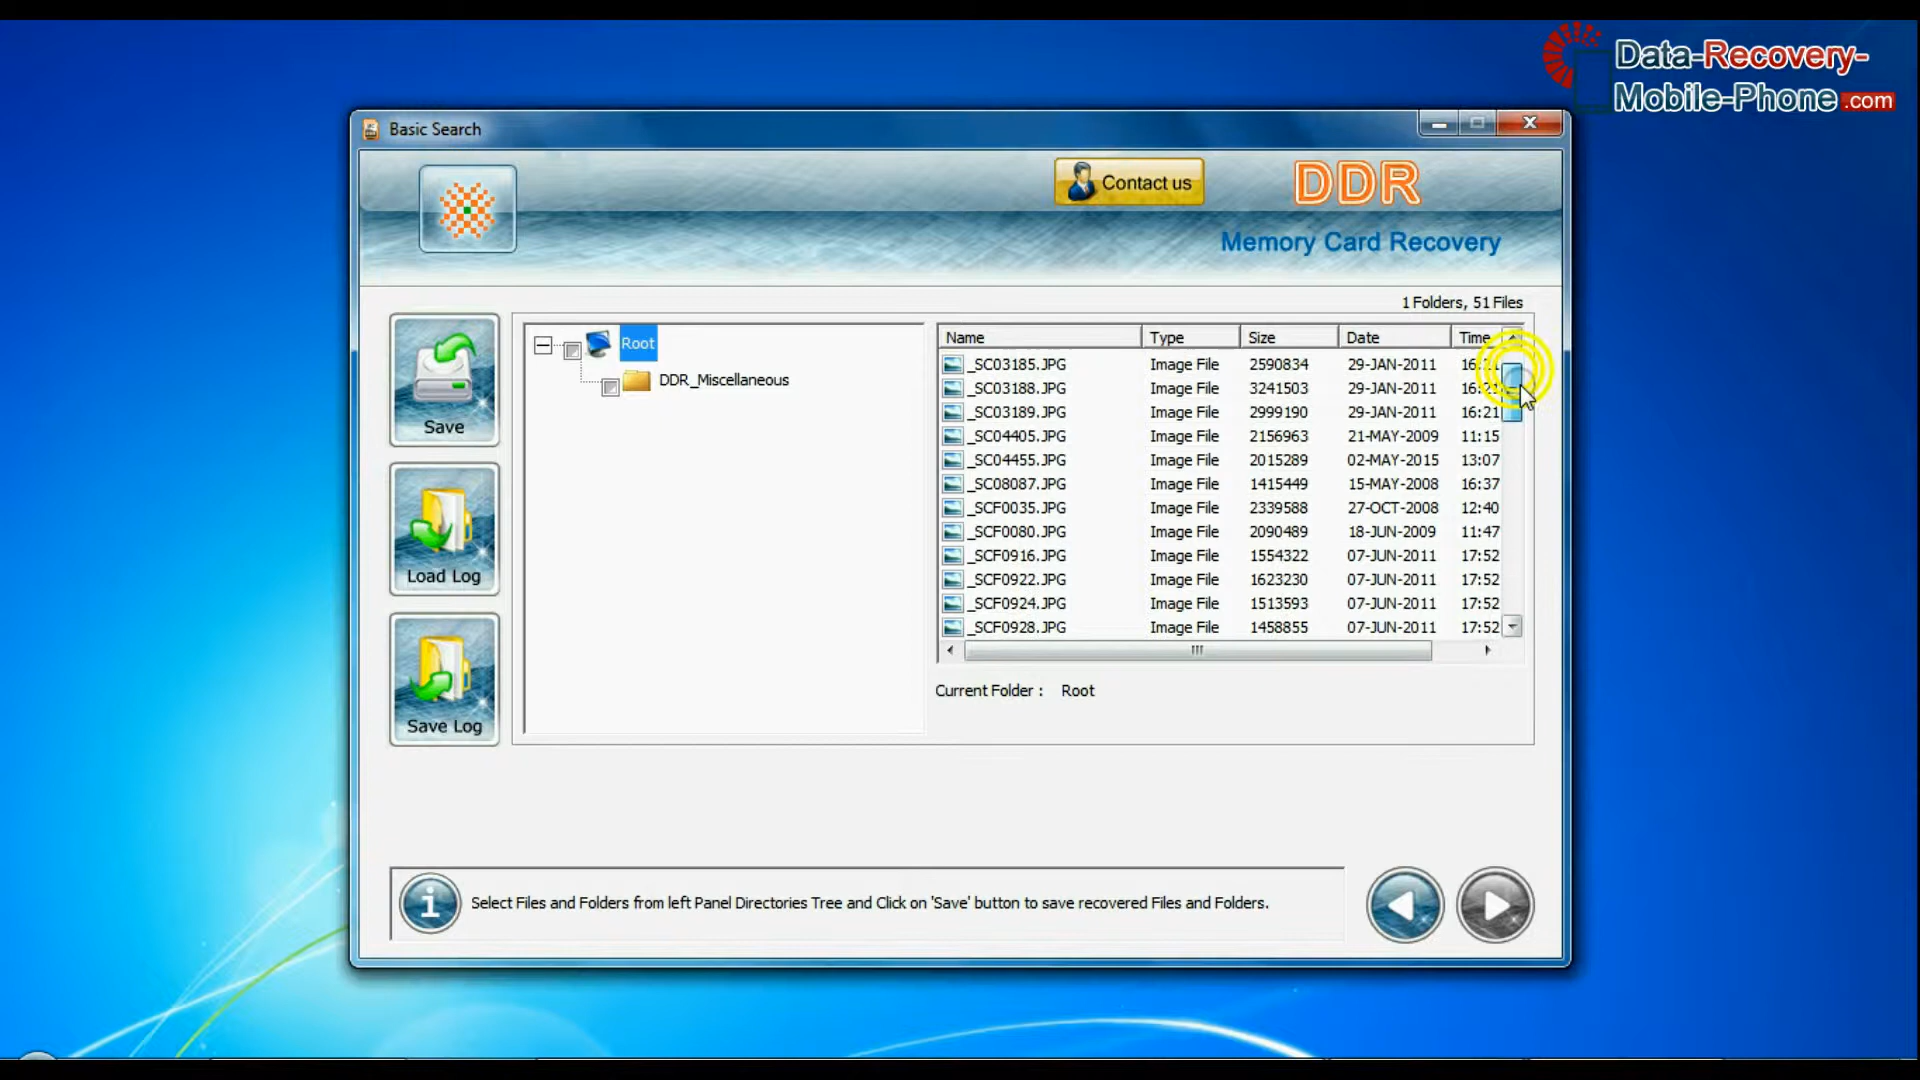 Data-Recovery-
Mobile-Phone.com
Basic Search
Contact us
DDR
Memory Card Recovery
1 Folders, 51 Files
Save
Load Log
Save Log
Root
DDR_Miscellaneous
Name Type Size Date Time
_SC03185.JPG Image File 2590834 29-JAN-2011
_SC03188.JPG Image File 3241503 29-JAN-2011
_SC03189.JPG Image File 2999190 29-JAN-2011 16:21
_SC04405.JPG Image File 2156963 21-MAY-2009 11:15
_SC04455.JPG Image File 2015289 02-MAY-2015 13:07
_SC08087.JPG Image File 1415449 15-MAY-2008 16:37
_SCF0035.JPG Image File 2339588 27-OCT-2008 12:40
_SCF0080.JPG Image File 2090489 18-JUN-2009 11:47
_SCF0916.JPG Image File 1554322 07-JUN-2011 17:52
_SCF0922.JPG Image File 1623230 07-JUN-2011 17:52
_SCF0924.JPG Image File 1513593 07-JUN-2011 17:52
_SCF0928.JPG Image File 1458855 07-JUN-2011 17:52
Current Folder : Root
Select Files and Folders from left Panel Directories Tree and Click on 'Save' button to save recovered Files and Folders.